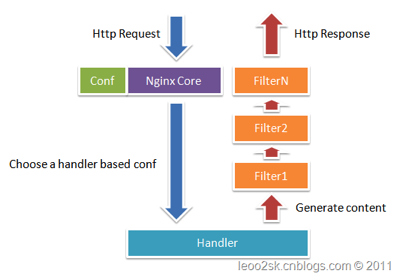 Http Request
Http Response
Conf
Nginx Core
FilterN
Filter2
Choose a handler based conf
Filter1
Generate content
Handler
leoo2sk.cnblogs.com © 2011